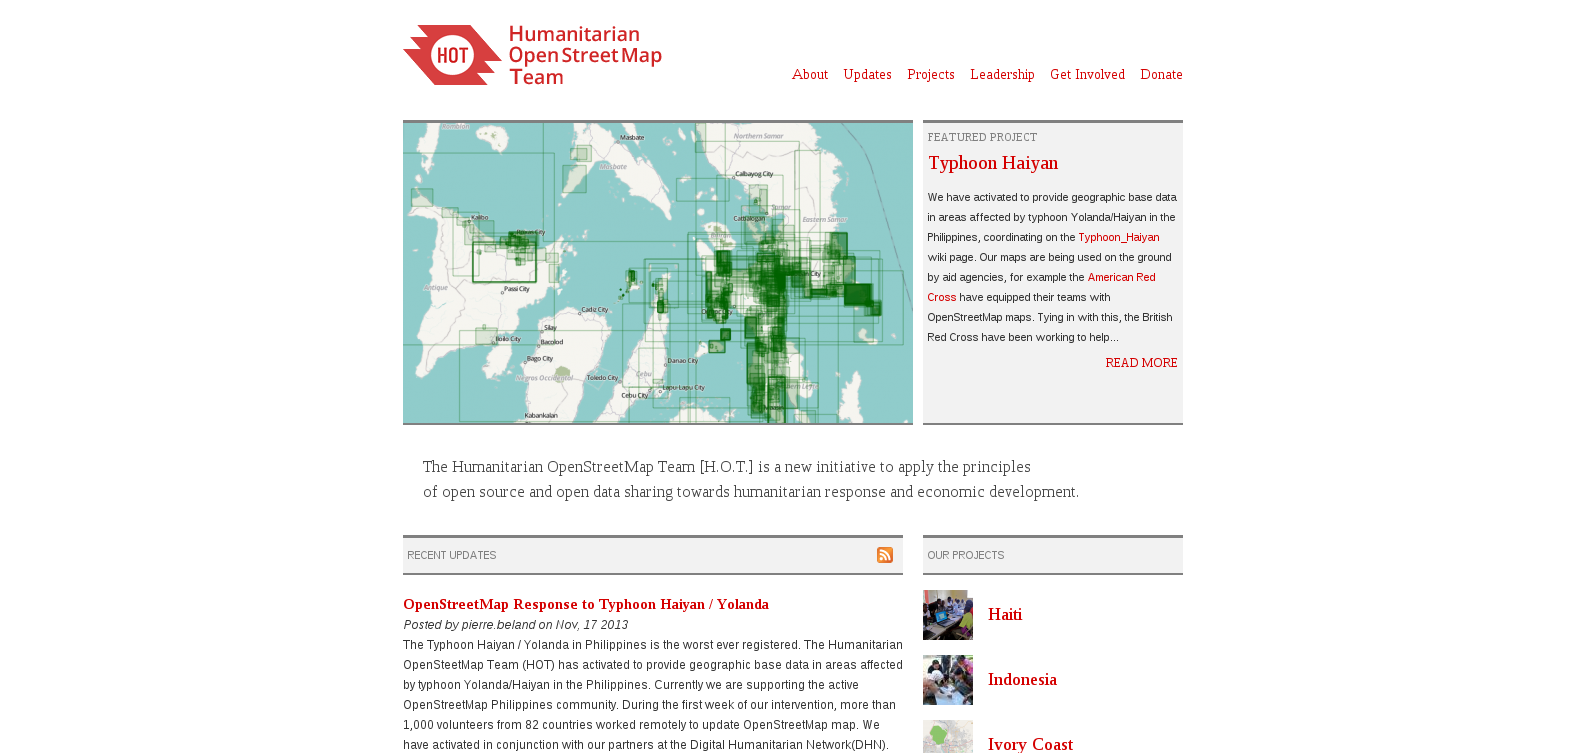 HOT
Humanitarian
OpenStreetMap
Team
About Updates Projects Leadership Get Involved Donate
Masbate
Northern Samar
Masbate
Calbayog City
Samar
Catbalogan
Eastern Samar
Kalibo
Roxas City
Antique
Passi City
Cadiz City
Silay
Iloilo City
Bacolod
Bago City
Danao City
Negros Occidental
Toledo City
Cebu
Lapu-Lapu City
Cebu City
Kabankalan
FEATURED PROJECT
Typhoon Haiyan
We have activated to provide geographic base data
in areas affected by typhoon Yolanda/Haiyan in the
Philippines, coordinating on the Typhoon_Haiyan
wiki page. Our maps are being used on the ground
by aid agencies, for example the American Red
Cross have equipped their teams with
OpenStreetMap maps. Tying in with this, the British
Red Cross have been working to help...
READ MORE
The Humanitarian OpenStreetMap Team [H.O.T.] is a new initiative to apply the principles
of open source and open data sharing towards humanitarian response and economic development.
RECENT UPDATES
OpenStreetMap Response to Typhoon Haiyan / Yolanda
Posted by pierre.beland on Nov, 17 2013
The Typhoon Haiyan / Yolanda in Philippines is the worst ever registered. The Humanitarian
OpenSteetMap Team (HOT) has activated to provide geographic base data in areas affected
by typhoon Yolanda/Haiyan in the Philippines. Currently we are supporting the active
OpenStreetMap Philippines community. During the first week of our intervention, more than
1,000 volunteers from 82 countries worked remotely to update OpenStreetMap map. We
have activated in conjunction with our partners at the Digital Humanitarian Network(DHN).
OUR PROJECTS
Haiti
Indonesia
Ivory Coast